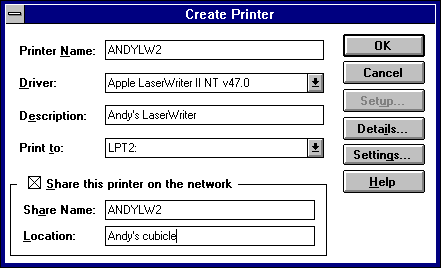 Create Printer
Printer Name: ANDYLW2
Driver: Apple LaserWriter II NT v47.0
Description: Andy's LaserWriter
Print to: LPT2:
Share this printer on the network
Share Name: ANDYLW2
Location: Andy's cubicle
OK
Cancel
Setup...
Details...
Settings...
Help